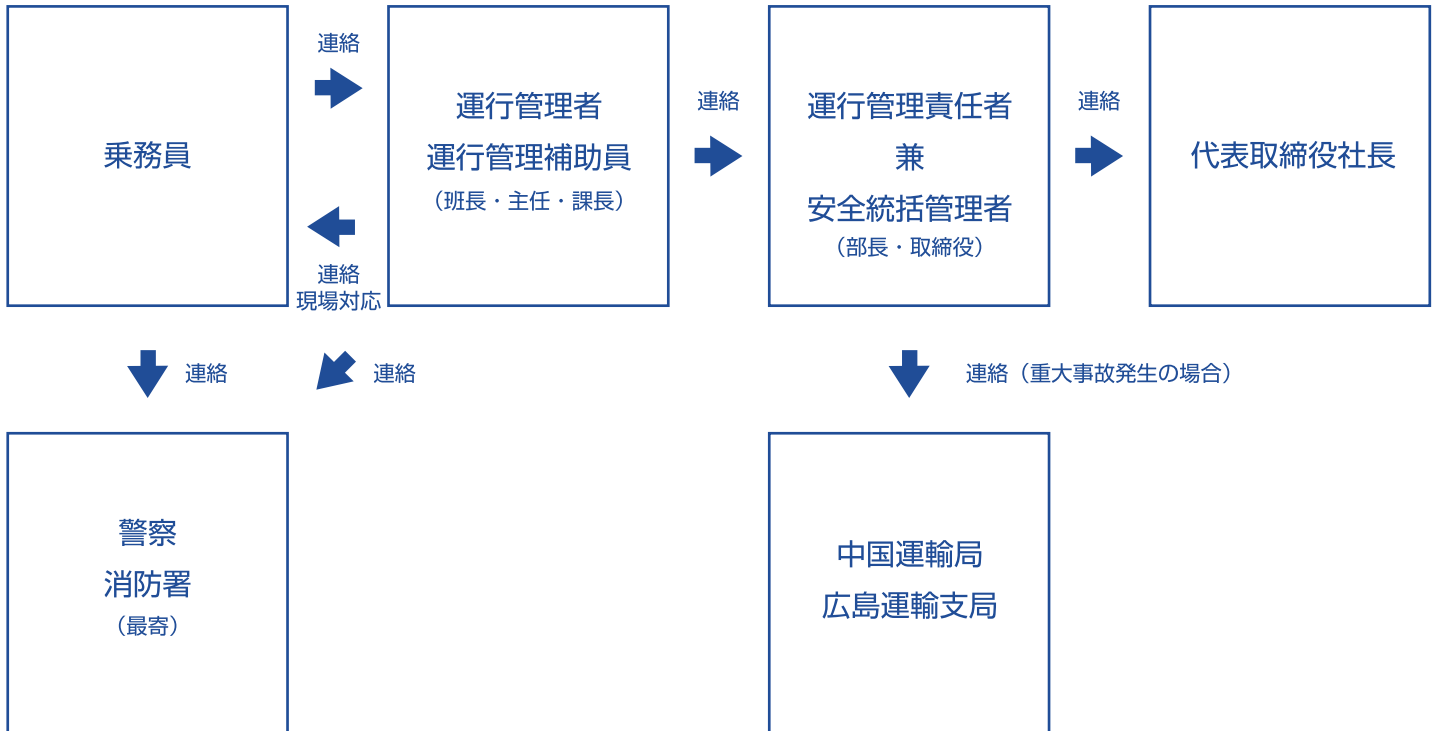 連絡
乗務員
連絡
現場対応
運行管理者
運行管理補助員
（班長・主任・課長）
連絡
運行管理責任者
兼
安全統括管理者
（部長・取締役）
連絡
代表取締役社長
連絡
連絡
連絡（重大事故発生の場合）
警察
消防署
（最寄）
中国運輸局
広島運輸支局